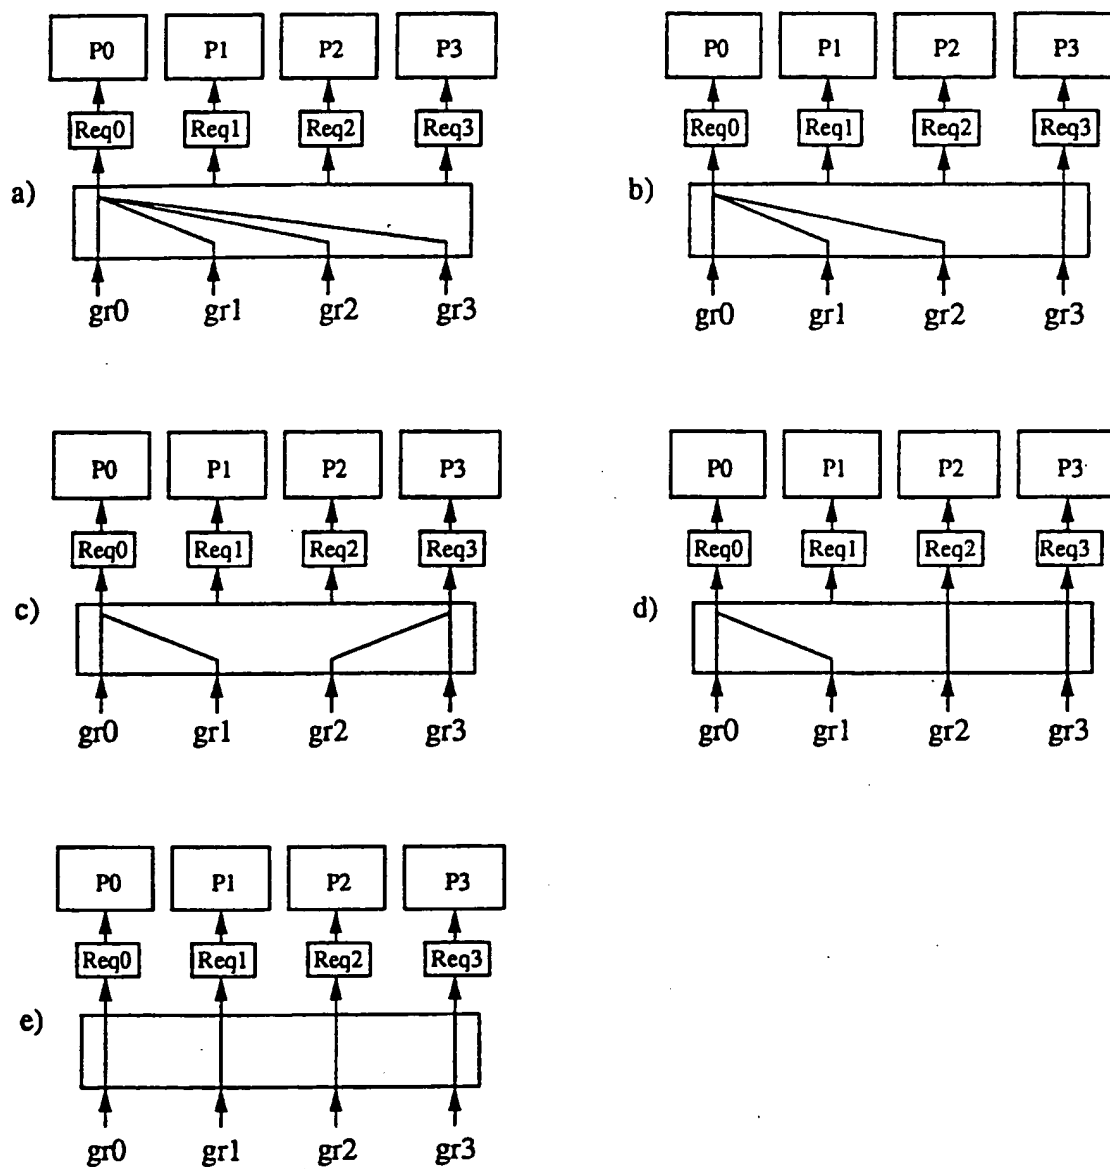 P0 P1 P2 P3
Req0 Req1 Req2 Req3
a)
gr0 gr1 gr2 gr3
P0 P1 P2 P3
Req0 Req1 Req2 Req3
b)
gr0 gr1 gr2 gr3
P0 P1 P2 P3
Req0 Req1 Req2 Req3
c)
gr0 gr1 gr2 gr3
P0 P1 P2 P3
Req0 Req1 Req2 Req3
d)
gr0 gr1 gr2 gr3
P0 P1 P2 P3
Req0 Req1 Req2 Req3
e)
gr0 gr1 gr2 gr3